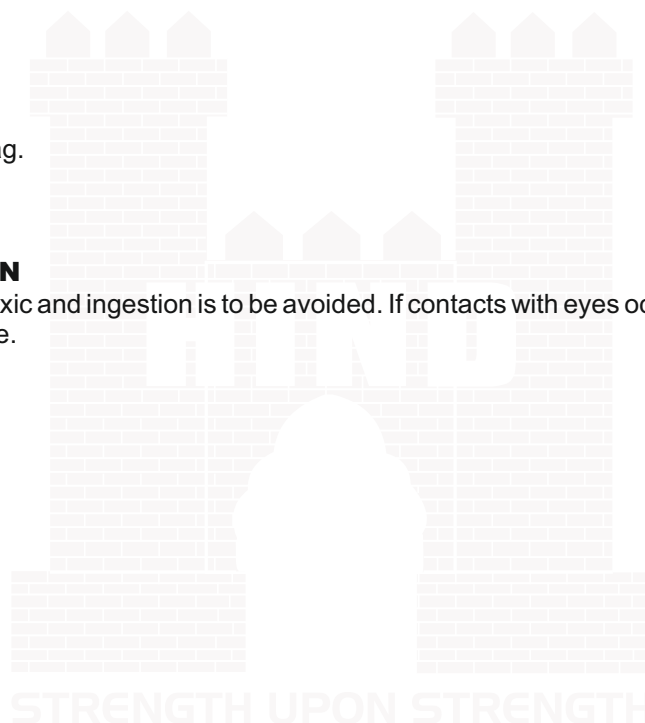 ng.
N
xic and ingestion is to be avoided. If contacts with eyes oc
e.
HIND
STRENGTH UPON STRENGTH